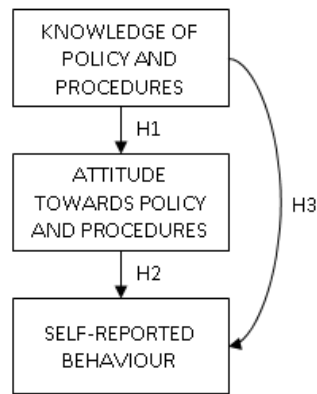 KNOWLEDGE OF
POLICY AND
PROCEDURES
H1
ATTITUDE
TOWARDS POLICY
AND PROCEDURES
H3
H2
SELF-REPORTED
BEHAVIOUR